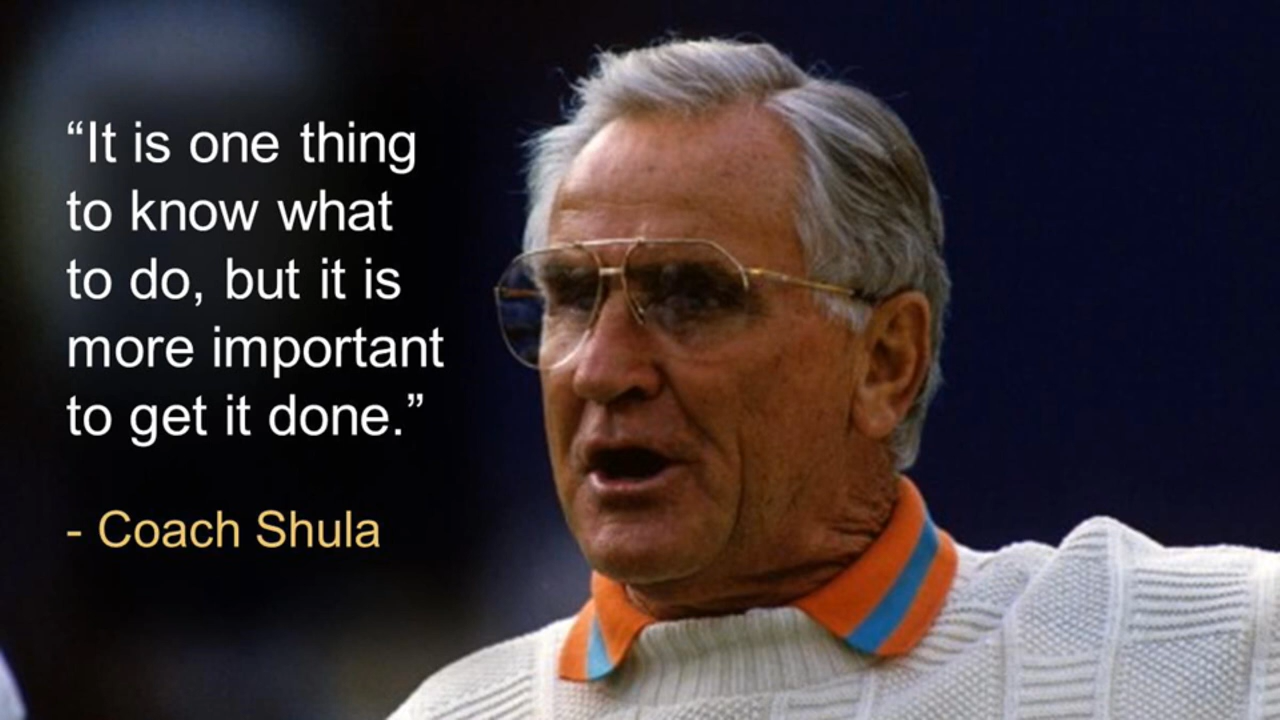 “It is one thing
to know what
to do, but it is
more important
to get it done.”
- Coach Shula